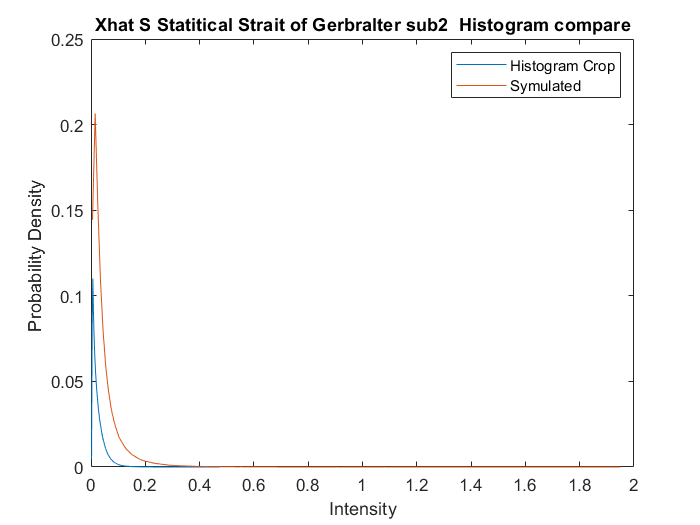 Xhat S Statitical Strait of Gerbralter sub2  Histogram compare
Histogram Crop
Symulated
Probability Density
0.25
0.2
0.15
0.1
0.05
0
0 0.2 0.4 0.6 0.8 1 1.2 1.4 1.6 1.8 2
Intensity